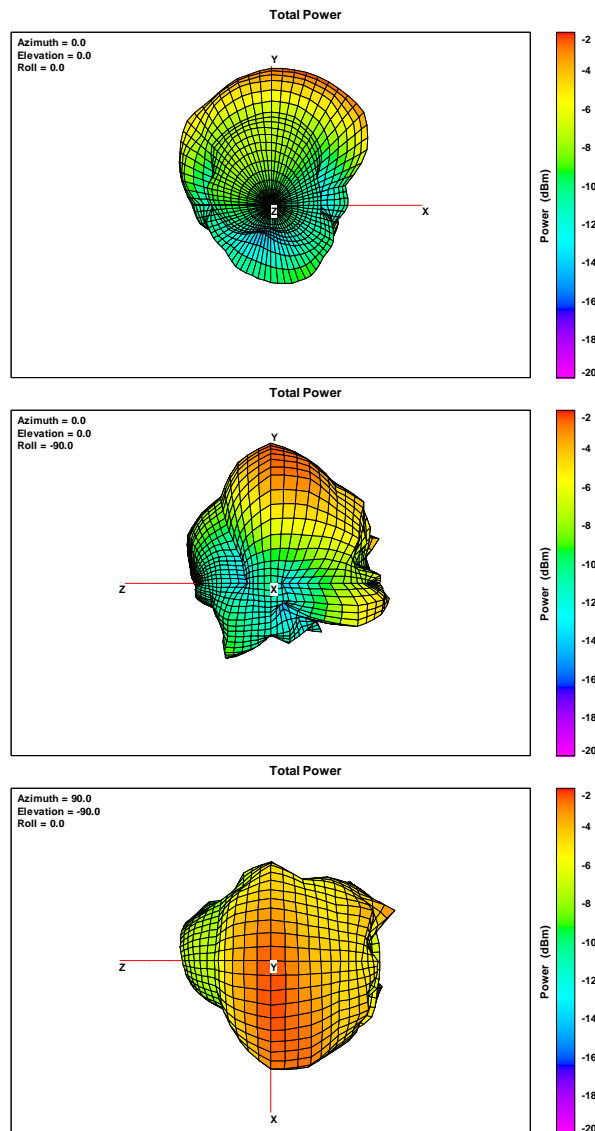 Total Power
Azimuth = 0.0
Elevation = 0.0
Roll = 0.0
Y
Z
X
-2
-4
-6
-8
-10
-12
-14
-16
-18
-20
Power (dBm)
Total Power
Azimuth = 0.0
Elevation = 0.0
Roll = -90.0
Y
Z
X
-2
-4
-6
-8
-10
-12
-14
-16
-18
-20
Power (dBm)
Total Power
Azimuth = 90.0
Elevation = -90.0
Roll = 0.0
Z
Y
X
-2
-4
-6
-8
-10
-12
-14
-16
-18
-20
Power (dBm)